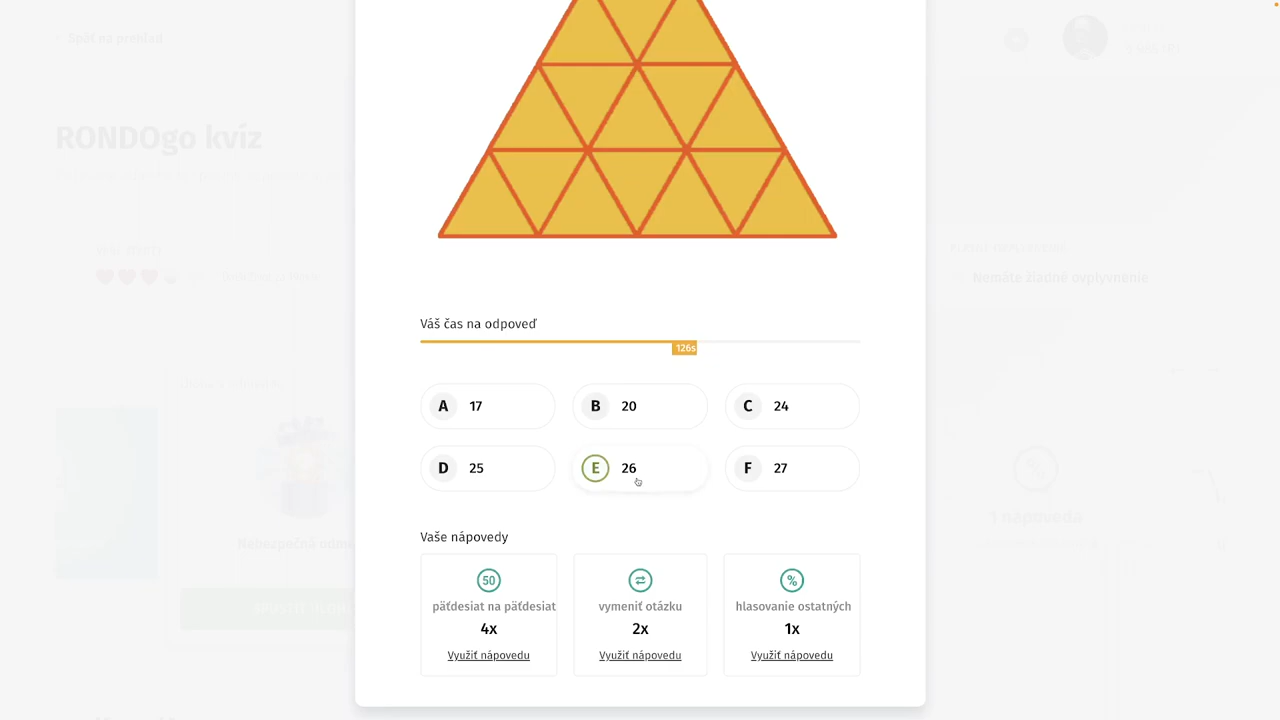 Späť na prehľad
RONDOgo kvíz
Nemáte žiadné ovplyvnenie
Váš čas na odpoveď
126s
A 17
B 20
C 24
D 25
E 26
F 27
1 nápoveda
Vaše nápovedy
50
%
päťdesiat na päťdesiat
vymeniť otázku
hlasovanie ostatných
4x
2x
1x
Využiť nápovedu
Využiť nápovedu
Využiť nápovedu